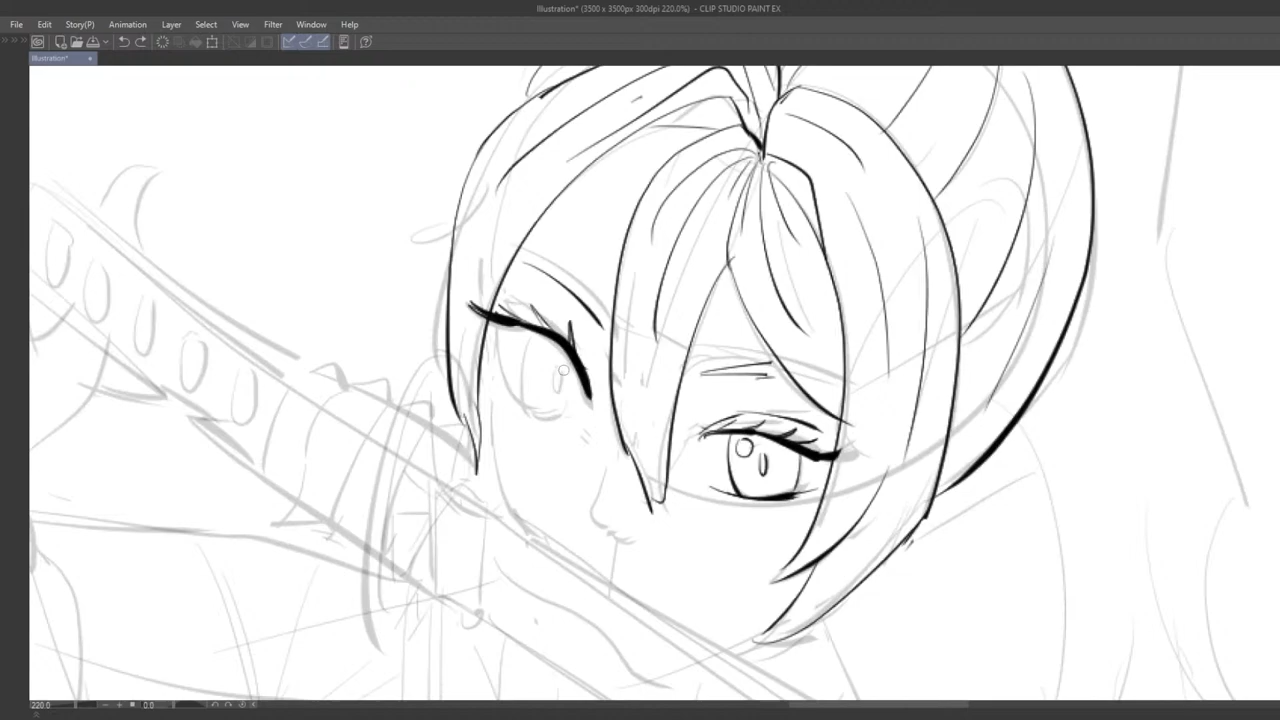 Illustration* (3500 x 3500px 300dpi 220.0%) - CLIP STUDIO PAINT EX
File Edit Story(P) Animation Layer Select View Filter Window Help
Illustration*
220.0
0.0